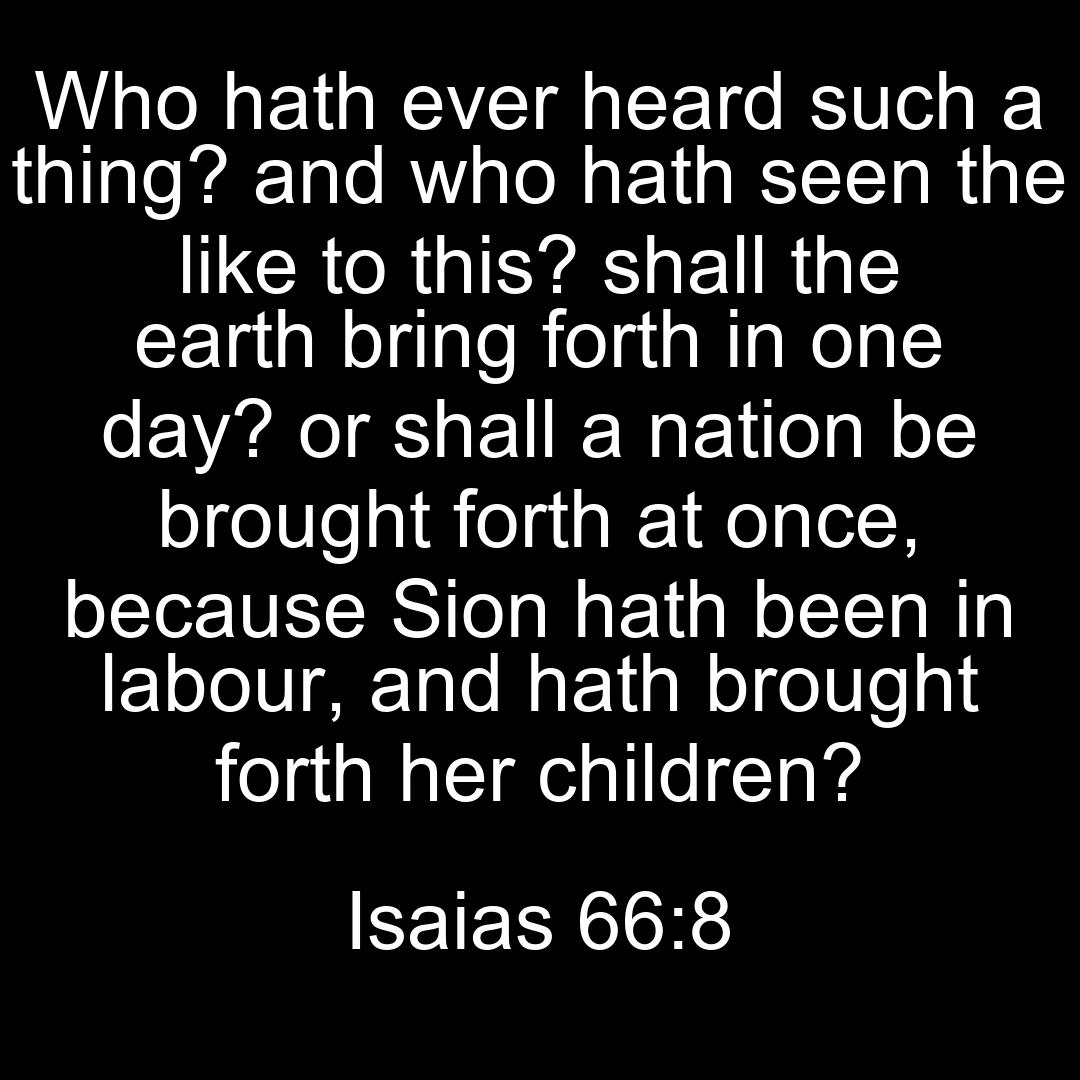 Who hath ever heard such a
thing? and who hath seen the
like to this? shall the
earth bring forth in one
day? or shall a nation be
brought forth at once,
because Sion hath been in
labour, and hath brought
forth her children?
Isaias 66:8